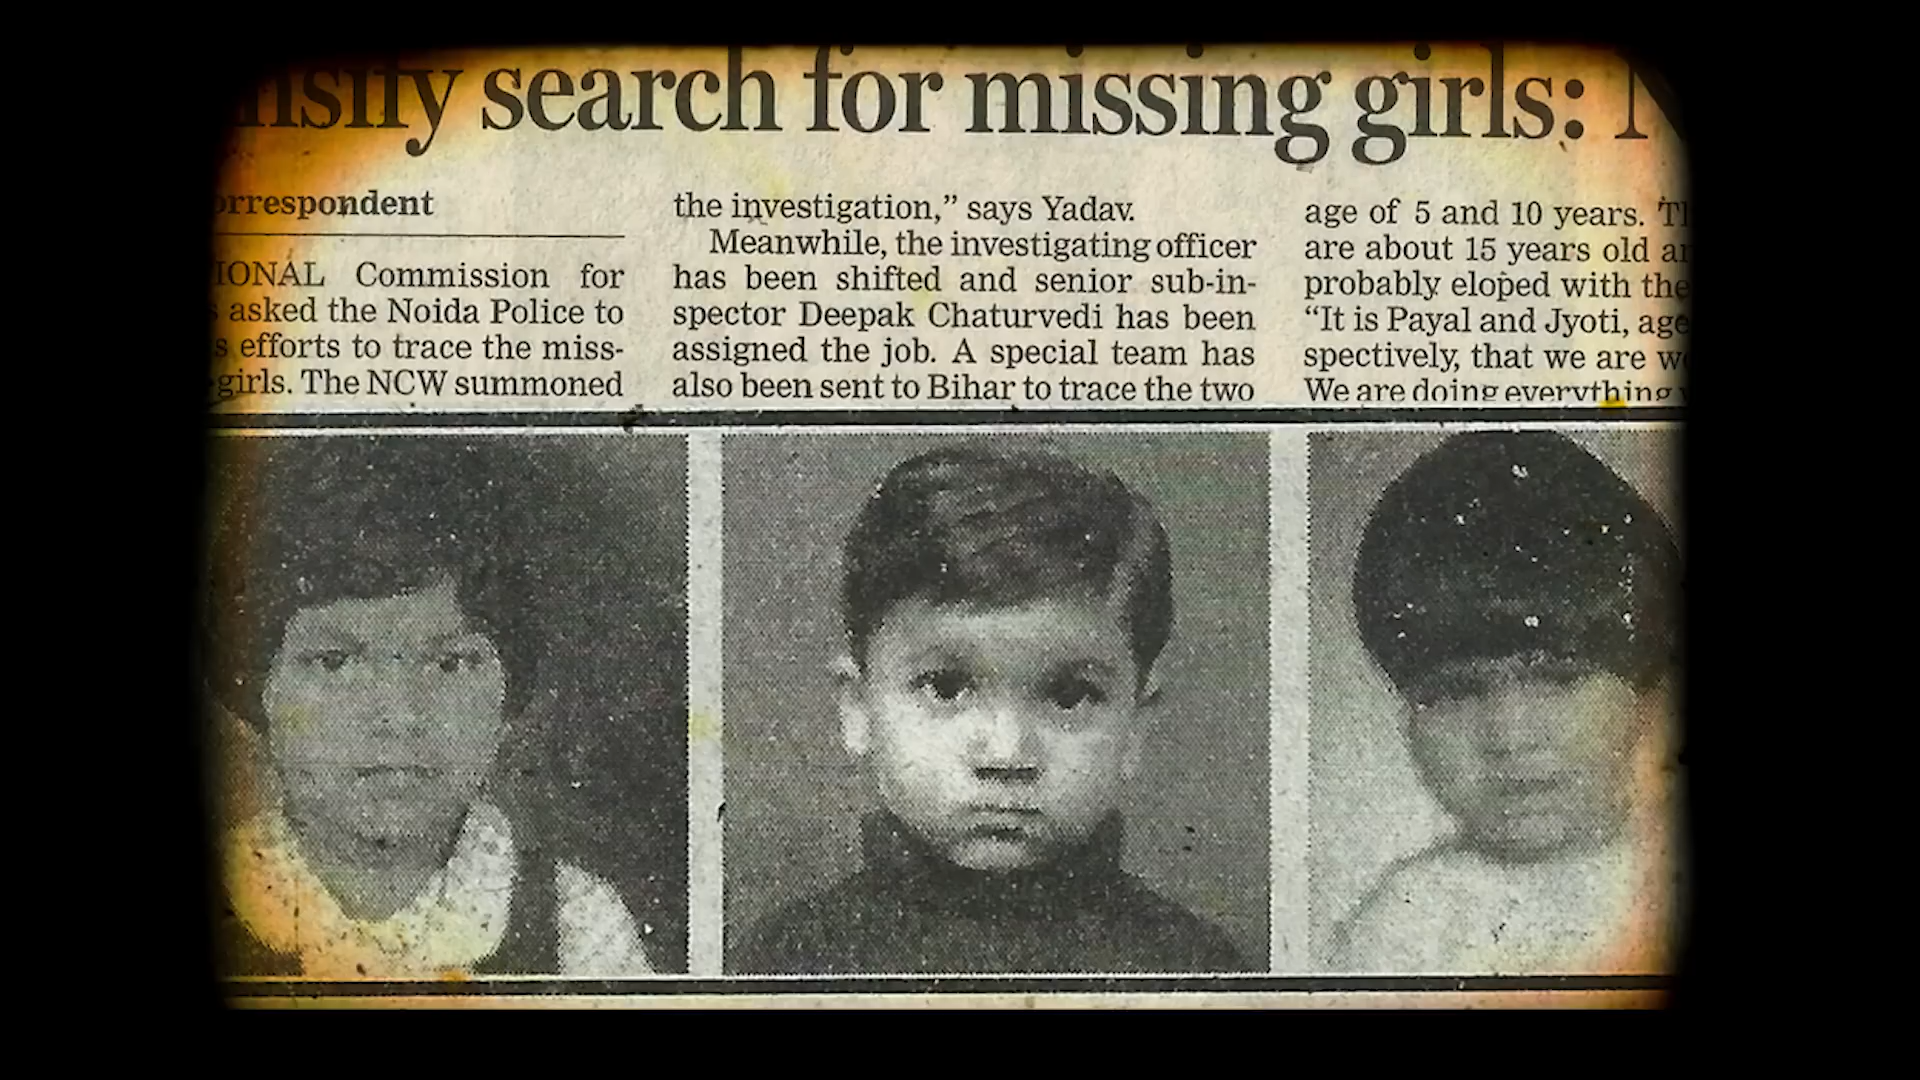 search for missing girls:
the investigation,” says Yadav.
Meanwhile, the investigating officer
has been shifted and senior sub-in-
spector Deepak Chaturvedi has been
assigned the job. A special team has
also been sent to Bihar to trace the two
Commission for
asked the Noida Police to
efforts to trace the miss-
girls. The NCW summoned
age of 5 and 10 years.
are about 15 years old
probably eloped with the
“It is Payal and Jyoti,
spectively, that we are
We are doing everything